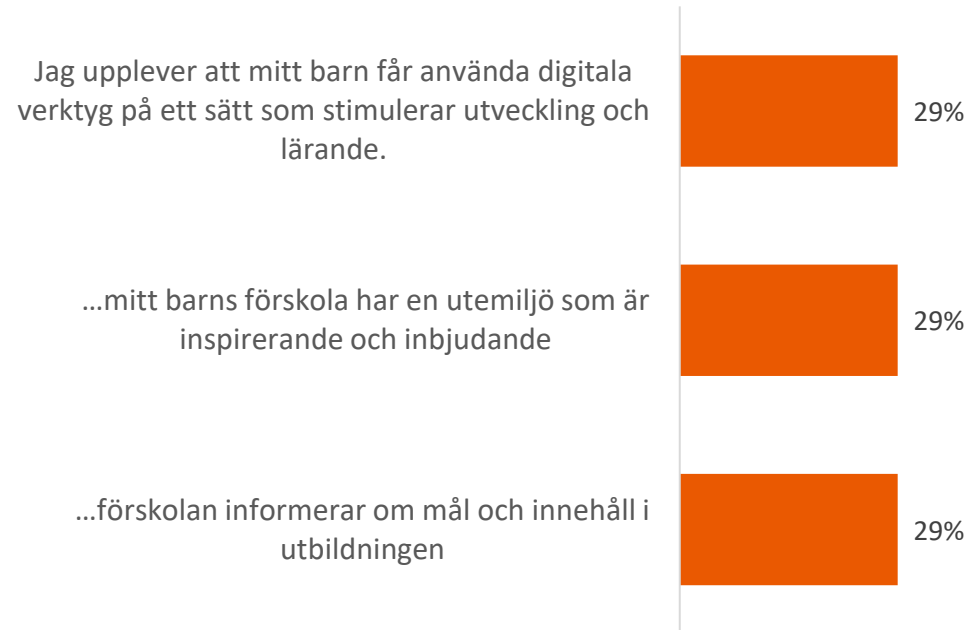 Jag upplever att mitt barn får använda digitala
verktyg på ett sätt som stimulerar utveckling och
lärande.
29%
...mitt barns förskola har en utemiljö som är
inspirerande och inbjudande
29%
...förskolan informerar om mål och innehåll i
utbildningen
29%